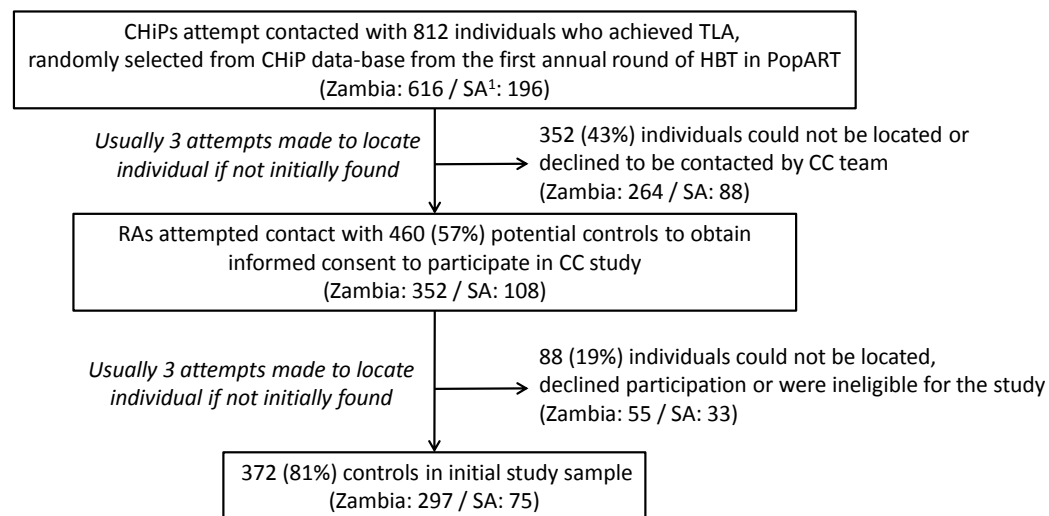 CHiPs attempt contacted with 812 individuals who achieved TLA,
randomly selected from CHiP data-base from the first annual round of HBT in PopART
(Zambia: 616 / SA¹: 196)
Usually 3 attempts made to locate
individual if not initially found
352 (43%) individuals could not be located or
declined to be contacted by CC team
(Zambia: 264 / SA: 88)
RAs attempted contact with 460 (57%) potential controls to obtain
informed consent to participate in CC study
(Zambia: 352 / SA: 108)
Usually 3 attempts made to locate
individual if not initially found
88 (19%) individuals could not be located,
declined participation or were ineligible for the study
(Zambia: 55 / SA: 33)
372 (81%) controls in initial study sample
(Zambia: 297 / SA: 75)